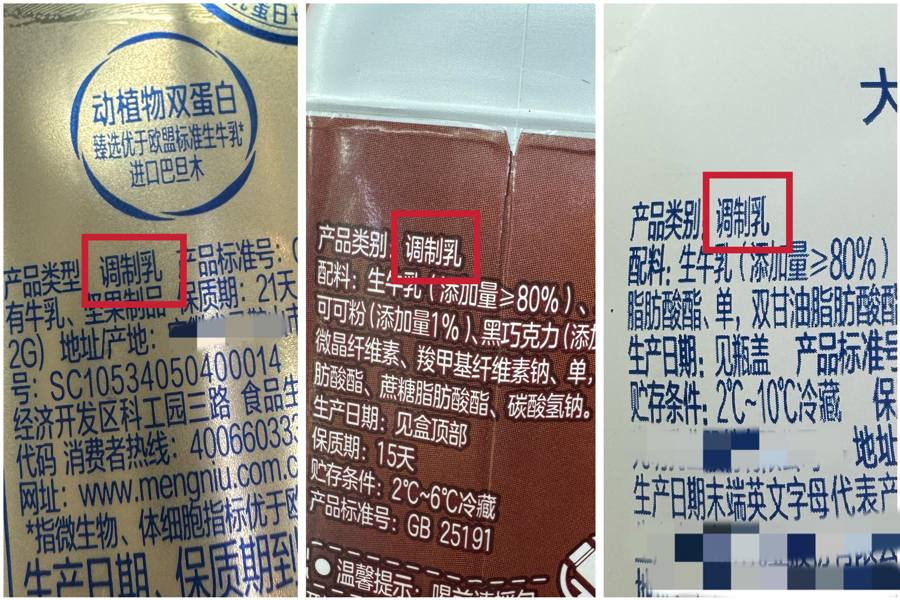 蛋白
动植物双蛋白
臻选优于欧盟标准生牛乳*
进口巴旦木
产品类型 调制乳 产品标准号:G
有牛乳、坚果制品 保质期:21天
2G) 地址/产地:
号:SC10534050400014
经济开发区科工园三路 食品生
代码 消费者热线:400660333
网址:www.mengniu.com.c
*指微生物、体细胞指标优于欧
生产日期、保质期到
产品类别:调制乳
配料:生牛乳(添加量≥80%)、
可可粉(添加量1%)、黑巧克力(添加
微晶纤维素、羧甲基纤维素钠、单,
肪酸酯、蔗糖脂肪酸酯、碳酸氢钠。
生产日期:见盒顶部
保质期:15天
贮存条件:2℃~6℃冷藏
产品标准号:GB 25191
温馨提示:
大
产品类别:调制乳
配料:生牛乳(添加量≥80%)
脂肪酸酯、单,双甘油脂肪酸酯
生产日期:见瓶盖 产品标准号
贮存条件:2℃~10℃冷藏 保
地址
生产日期末端英文字母代表产
有限公